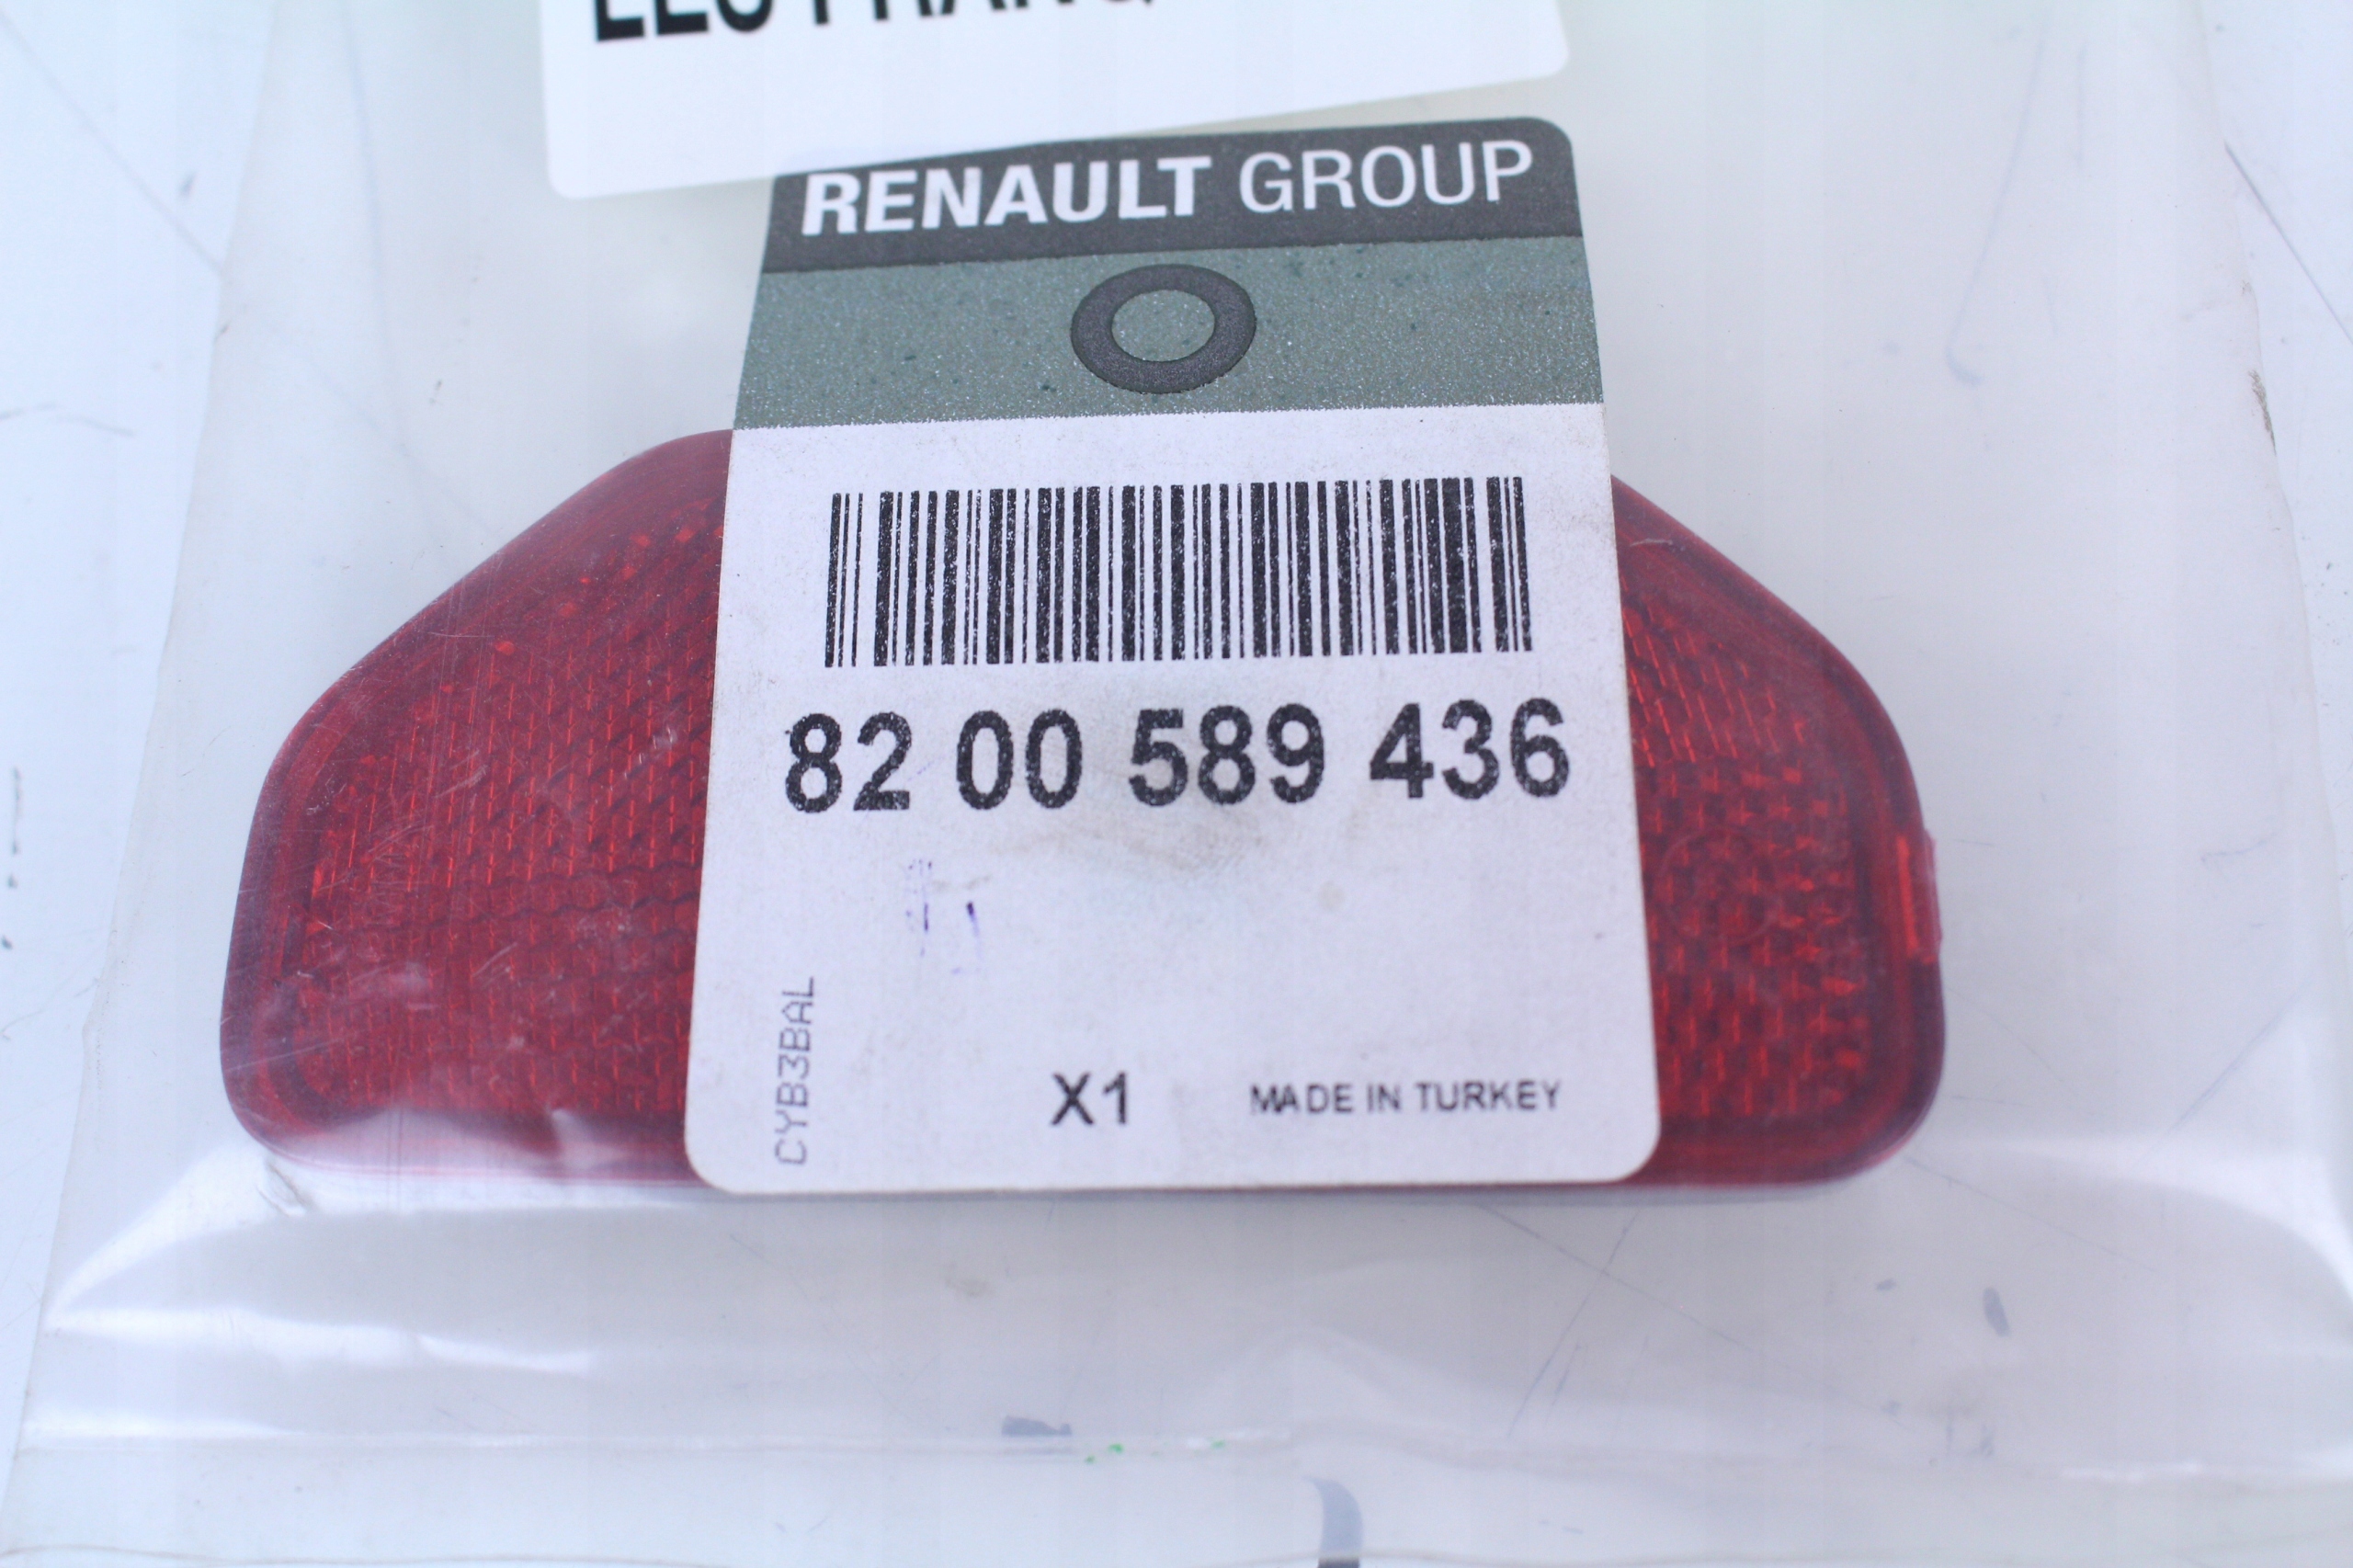 RENAULT GROUP
82 00 589 436
CYB3BAL
X1
MADE IN TURKEY